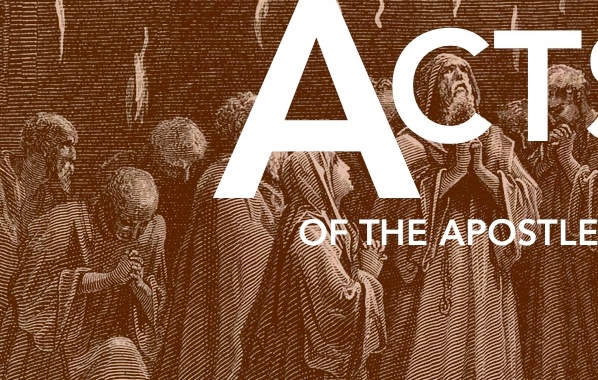 ACTS
OF THE APOSTLE